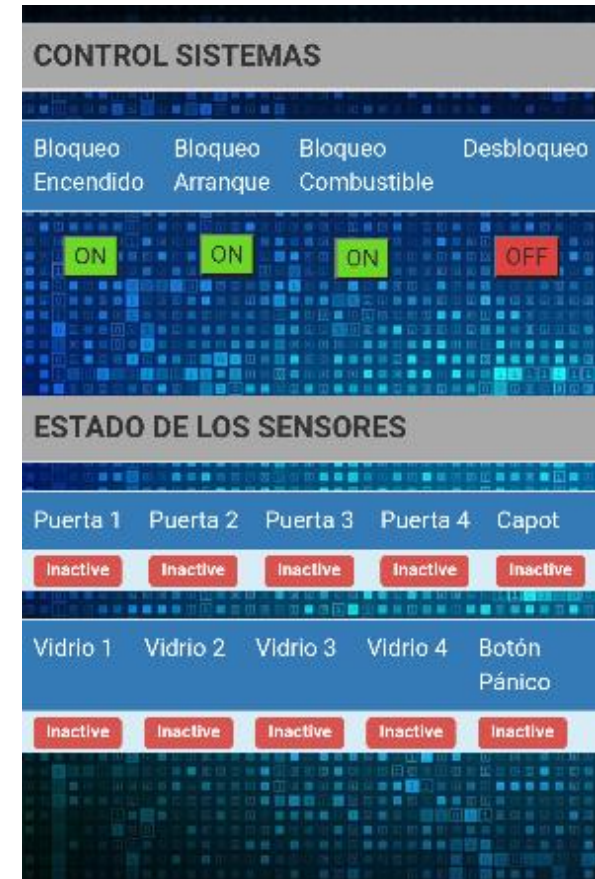 CONTROL SISTEMAS
Bloqueo Encendido Bloqueo Arranque Bloqueo Combustible Desbloqueo
ON ON ON OFF
ESTADO DE LOS SENSORES
Puerta 1 Puerta 2 Puerta 3 Puerta 4 Capot
Inactive Inactive Inactive Inactive Inactive
Vidrio 1 Vidrio 2 Vidrio 3 Vidrio 4 Botón Pánico
Inactive Inactive Inactive Inactive Inactive